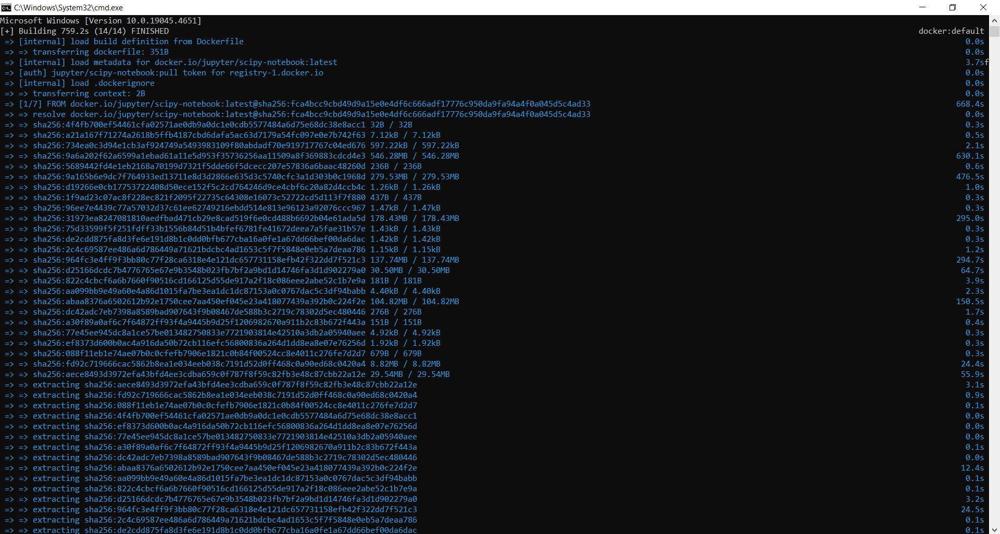 C:\Windows\System32\cmd.exe
Microsoft Windows [Version 10.0.19045.4651]
[+] Building 759.2s (14/14) FINISHED docker:default
=> [internal] load build definition from Dockerfile 0.0s
=> => transferring dockerfile: 351B 0.0s
=> [internal] load metadata for docker.io/jupyter/scipy-notebook:latest 3.7sf
=> [auth] jupyter/scipy-notebook:pull token for registry-1.docker.io 0.0s
=> [internal] load .dockerignore 0.0s
=> => transferring context: 2B 0.0s
=> [1/7] FROM docker.io/jupyter/scipy-notebook:latest@sha256:fca4bcc9cbd49d9a15e0e4df6c666adf17776c950da9fa94a4f0a045d5c4ad33 668.4s
=> => resolve docker.io/jupyter/scipy-notebook:latest@sha256:fca4bcc9cbd49d9a15e0e4df6c666adf17776c950da9fa94a4f0a045d5c4ad33 0.0s
=> => sha256:4f4fb700ef54461cfa02571ae0db9a0dc1e0cdb5577484a6d75e68dc38e8acc1 32B / 32B 0.3s
=> => sha256:a21a167f71274a2618b5ffb4187cbd6dafa5ac63d7179a54fc097e0e7b742f63 7.12kB / 7.12kB 0.5s
=> => sha256:734ea0c3d94e1cb3af924749a5493983109f80abdadf70e919717767c04ed676 597.22kB / 597.22kB 2.1s
=> => sha256:9a6a202f62a6599a1ebad61a11e5d953f35736256aa11509a8f369883cdcd4e3 546.28MB / 546.28MB 630.1s
=> => sha256:5689442fd4e1eb2168a70199d7321f5dde66f5dcecc207e57836a6baac48260d 236B / 236B 0.6s
=> => sha256:9a165b6e9dc7f764933ed13711e8d3d2866e635d3c5740cfc3a1d303b0c1968d 279.53MB / 279.53MB 476.5s
=> => sha256:d19266e0cb17753722408d50ece152f5c2cd764246d9ce4cbf6c20a82d4ccb4c 1.26kB / 1.26kB 1.0s
=> => sha256:1f9ad23c07ac8f228ec821f2095f22735c64308e16073c52722cd5d113f7f880 437B / 437B 0.3s
=> => sha256:96ee7e4439c77a57032d37c61ee62749216ebdd514e813e96123a92076ccc967 1.47kB / 1.47kB 0.3s
=> => sha256:31973ea8247081810aedfbad471cb29e8cad519f6e0cd488b6692b04e61ada5d 178.43MB / 178.43MB 295.0s
=> => sha256:75d33599f5f251fdff33b1556b84d51b4bfef6781fe41672deea7a5fae31b57e 1.43kB / 1.43kB 0.3s
=> => sha256:de2cdd875fa8d3fe6e191d8b1c0dd0bfb677cba16a0fe1a67dd66bef00da6dac 1.42kB / 1.42kB 0.3s
=> => sha256:2c4c69587ee486a6d786449a71621bdcbc4ad1653c5f7f5848e0eb5a7deaa786 1.15kB / 1.15kB 1.2s
=> => sha256:964fc3e4ff9f3bb80c77f28ca6318e4e121dc657731158efb42f322dd7f521c3 137.74MB / 137.74MB 294.7s
=> => sha256:d25166dcdc7b4776765e67e9b3548b023fb7bf2a9bd1d14746fa3d1d902279a0 30.50MB / 30.50MB 64.7s
=> => sha256:822c4cbcf6a6b7660f90516cd166125d55de917a2f18c086eee2abe52c1b7e9a 181B / 181B 3.9s
=> => sha256:aa099bb9e49a60e4a86d1015fa7be3ea1dc1dc87153a0c0767dac5c3df94babb 4.40kB / 4.40kB 2.3s
=> => sha256:abaa8376a6502612b92e1750cee7aa450ef045e23a418077439a392b0c224f2e 104.82MB / 104.82MB 150.5s
=> => sha256:dc42adc7eb7398a8589bad907643f9b08467de588b3c2719c78302d5ec480446 276B / 276B 1.7s
=> => sha256:a30f89a0af6c7f64872ff93f4a9445b9d25f1206982670a911b2c83b672f443a 151B / 151B 0.4s
=> => sha256:77e45ee945dc8a1ce57be013482750833e7721903814e42510a3db2a05940aee 4.92kB / 4.92kB 0.3s
=> => sha256:ef8373d600b0ac4a916da50b72cb116efc56800836a264d1dd8ea8e07e76256d 1.92kB / 1.92kB 0.3s
=> => sha256:088f11eb1e74ae07b0c0cfefb7906e1821c0b84f00524cc8e4011c276fe7d2d7 679B / 679B 0.3s
=> => sha256:fd92c719666cac5862b8ea1e034eeb038c7191d52d0ff468c0a90ed68c0420a4 8.82MB / 8.82MB 24.4s
=> => sha256:aece8493d3972efa43bfd4ee3cdba659c0f787f8f59c82fb3e48c87cbb22a12e 29.54MB / 29.54MB 55.9s
=> => extracting sha256:aece8493d3972efa43bfd4ee3cdba659c0f787f8f59c82fb3e48c87cbb22a12e 3.1s
=> => extracting sha256:fd92c719666cac5862b8ea1e034eeb038c7191d52d0ff468c0a90ed68c0420a4 0.9s
=> => extracting sha256:088f11eb1e74ae07b0c0cfefb7906e1821c0b84f00524cc8e4011c276fe7d2d7 0.1s
=> => extracting sha256:4f4fb700ef54461cfa02571ae0db9a0dc1e0cdb5577484a6d75e68dc38e8acc1 0.0s
=> => extracting sha256:ef8373d600b0ac4a916da50b72cb116efc56800836a264d1dd8ea8e07e76256d 0.0s
=> => extracting sha256:77e45ee945dc8a1ce57be013482750833e7721903814e42510a3db2a05940aee 0.0s
=> => extracting sha256:a30f89a0af6c7f64872ff93f4a9445b9d25f1206982670a911b2c83b672f443a 0.1s
=> => extracting sha256:dc42adc7eb7398a8589bad907643f9b08467de588b3c2719c78302d5ec480446 0.0s
=> => extracting sha256:abaa8376a6502612b92e1750cee7aa450ef045e23a418077439a392b0c224f2e 12.4s
=> => extracting sha256:aa099bb9e49a60e4a86d1015fa7be3ea1dc1dc87153a0c0767dac5c3df94babb 0.1s
=> => extracting sha256:822c4cbcf6a6b7660f90516cd166125d55de917a2f18c086eee2abe52c1b7e9a 0.1s
=> => extracting sha256:d25166dcdc7b4776765e67e9b3548b023fb7bf2a9bd1d14746fa3d1d902279a0 3.2s
=> => extracting sha256:964fc3e4ff9f3bb80c77f28ca6318e4e121dc657731158efb42f322dd7f521c3 24.5s
=> => extracting sha256:2c4c69587ee486a6d786449a71621bdcbc4ad1653c5f7f5848e0eb5a7deaa786 0.1s
=> => extracting sha256:de2cdd875fa8d3fe6e191d8b1c0dd0bfb677cba16a0fe1a67dd66bef00da6dac 0.1s